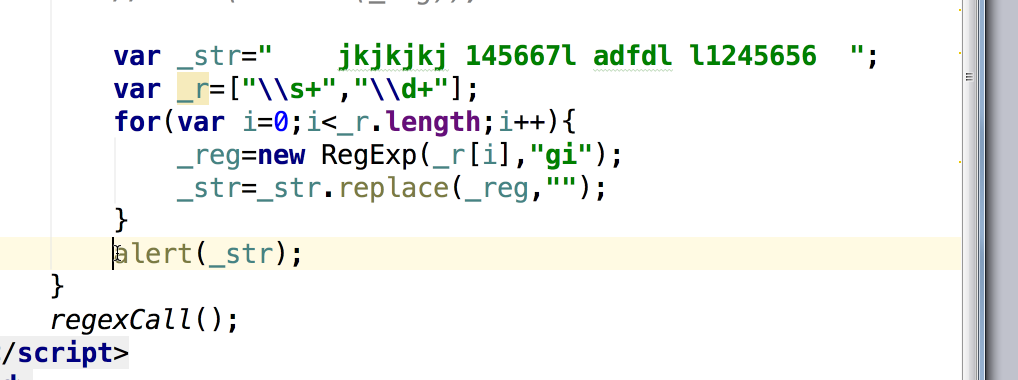 var _str="    jkjkjkj 145667l adfdl l1245656  ";
var _r=["\\s+","\\d+"];
for(var i=0;i<_r.length;i++){
_reg=new RegExp(_r[i],"gi");
_str=_str.replace(_reg,"");
}
alert(_str);
}
regexCall();
/script>